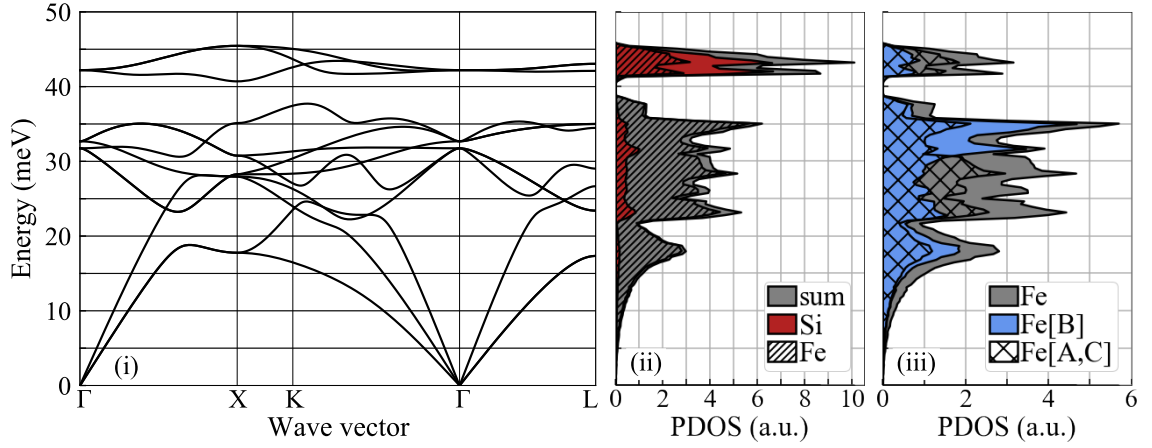 50
40
30
20
10
0
Energy (meV)
(i)
Γ
X
K
Γ
L
Wave vector
sum
Si
Fe
(ii)
0 2 4 6 8 10
PDOS (a.u.)
Fe
Fe[B]
Fe[A,C]
(iii)
0 2 4 6
PDOS (a.u.)